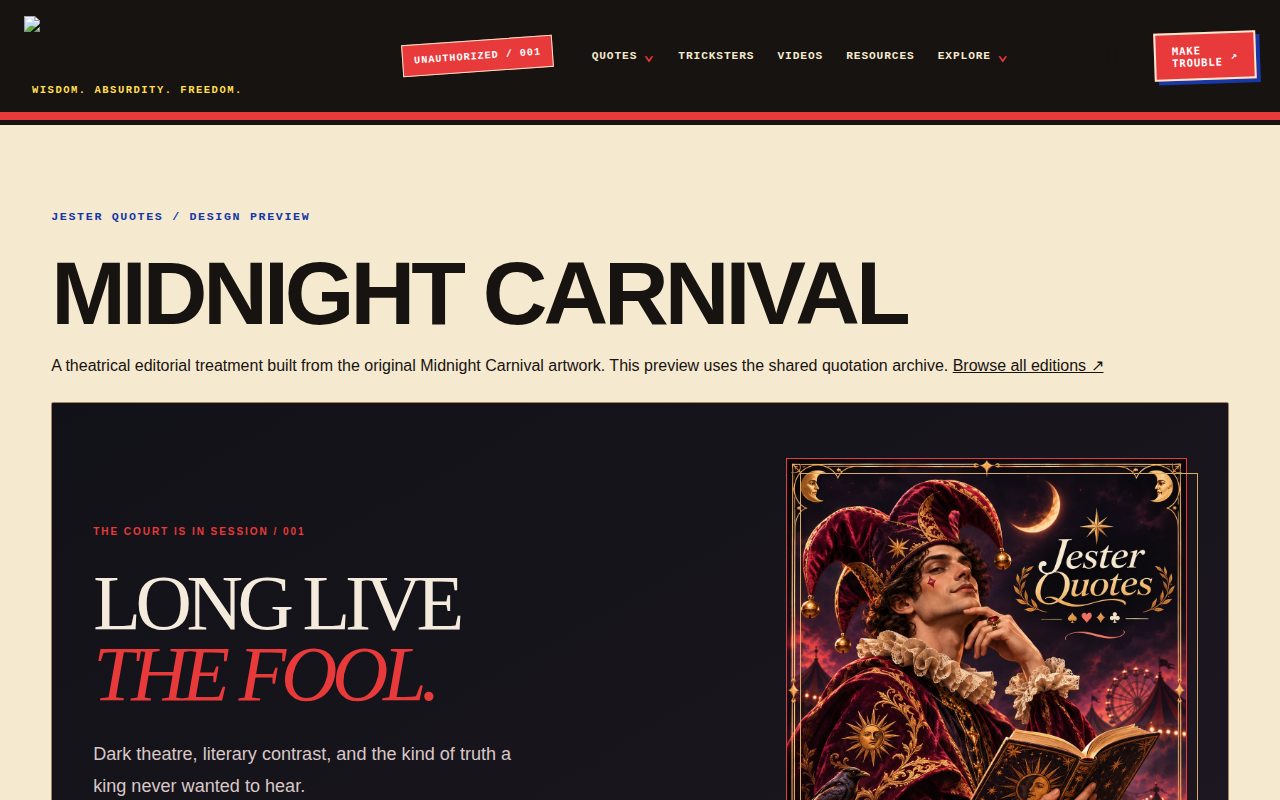 WISDOM. ABSURDITY. FREEDOM.
UNAUTHORIZED / 001
QUOTES
TRICKSTERS
VIDEOS
RESOURCES
EXPLORE
MAKE
TROUBLE ↗
JESTER QUOTES / DESIGN PREVIEW
MIDNIGHT CARNIVAL
A theatrical editorial treatment built from the original Midnight Carnival artwork. This preview uses the shared quotation archive. Browse all editions ↗
THE COURT IS IN SESSION / 001
LONG LIVE
THE FOOL.
Dark theatre, literary contrast, and the kind of truth a
king never wanted to hear.
Jester
Quotes